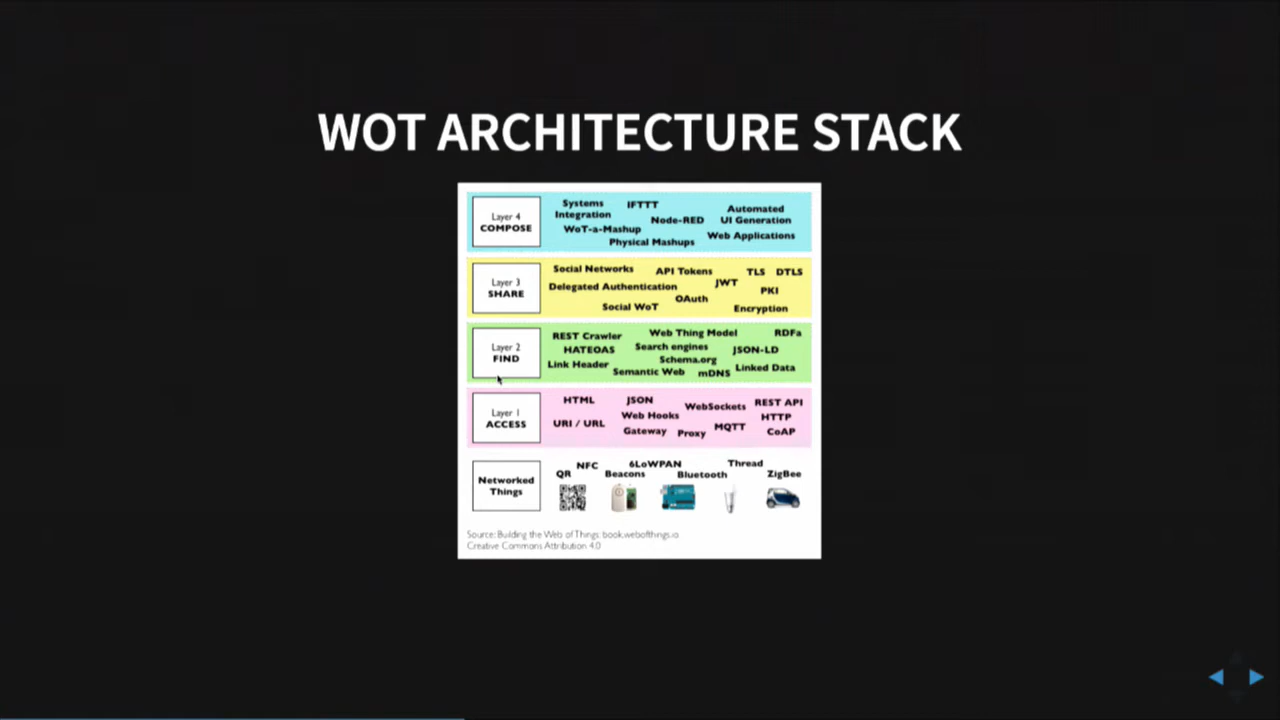 WOT ARCHITECTURE STACK
Layer 4
COMPOSE
Systems
Integration
IFTTT
Node-RED
Automated
UI Generation
WoT-a-Mashup
Physical Mashups
Web Applications
Layer 3
SHARE
Social Networks
API Tokens
TLS DTLS
JWT
Delegated Authentication
PKI
OAuth
Social WoT
Encryption
Layer 2
FIND
REST Crawler
Web Thing Model
RDFa
HATEOAS
Search engines
JSON-LD
Schema.org
Link Header
Semantic Web
mDNS
Linked Data
Layer 1
ACCESS
HTML
JSON
WebSockets
REST API
Web Hooks
HTTP
URI / URL
Gateway
Proxy
MQTT
CoAP
Networked
Things
QR
NFC
6LoWPAN
Beacons
Bluetooth
Thread
ZigBee
Source: Building the Web of Things: book.webofthings.io
Creative Commons Attribution 4.0